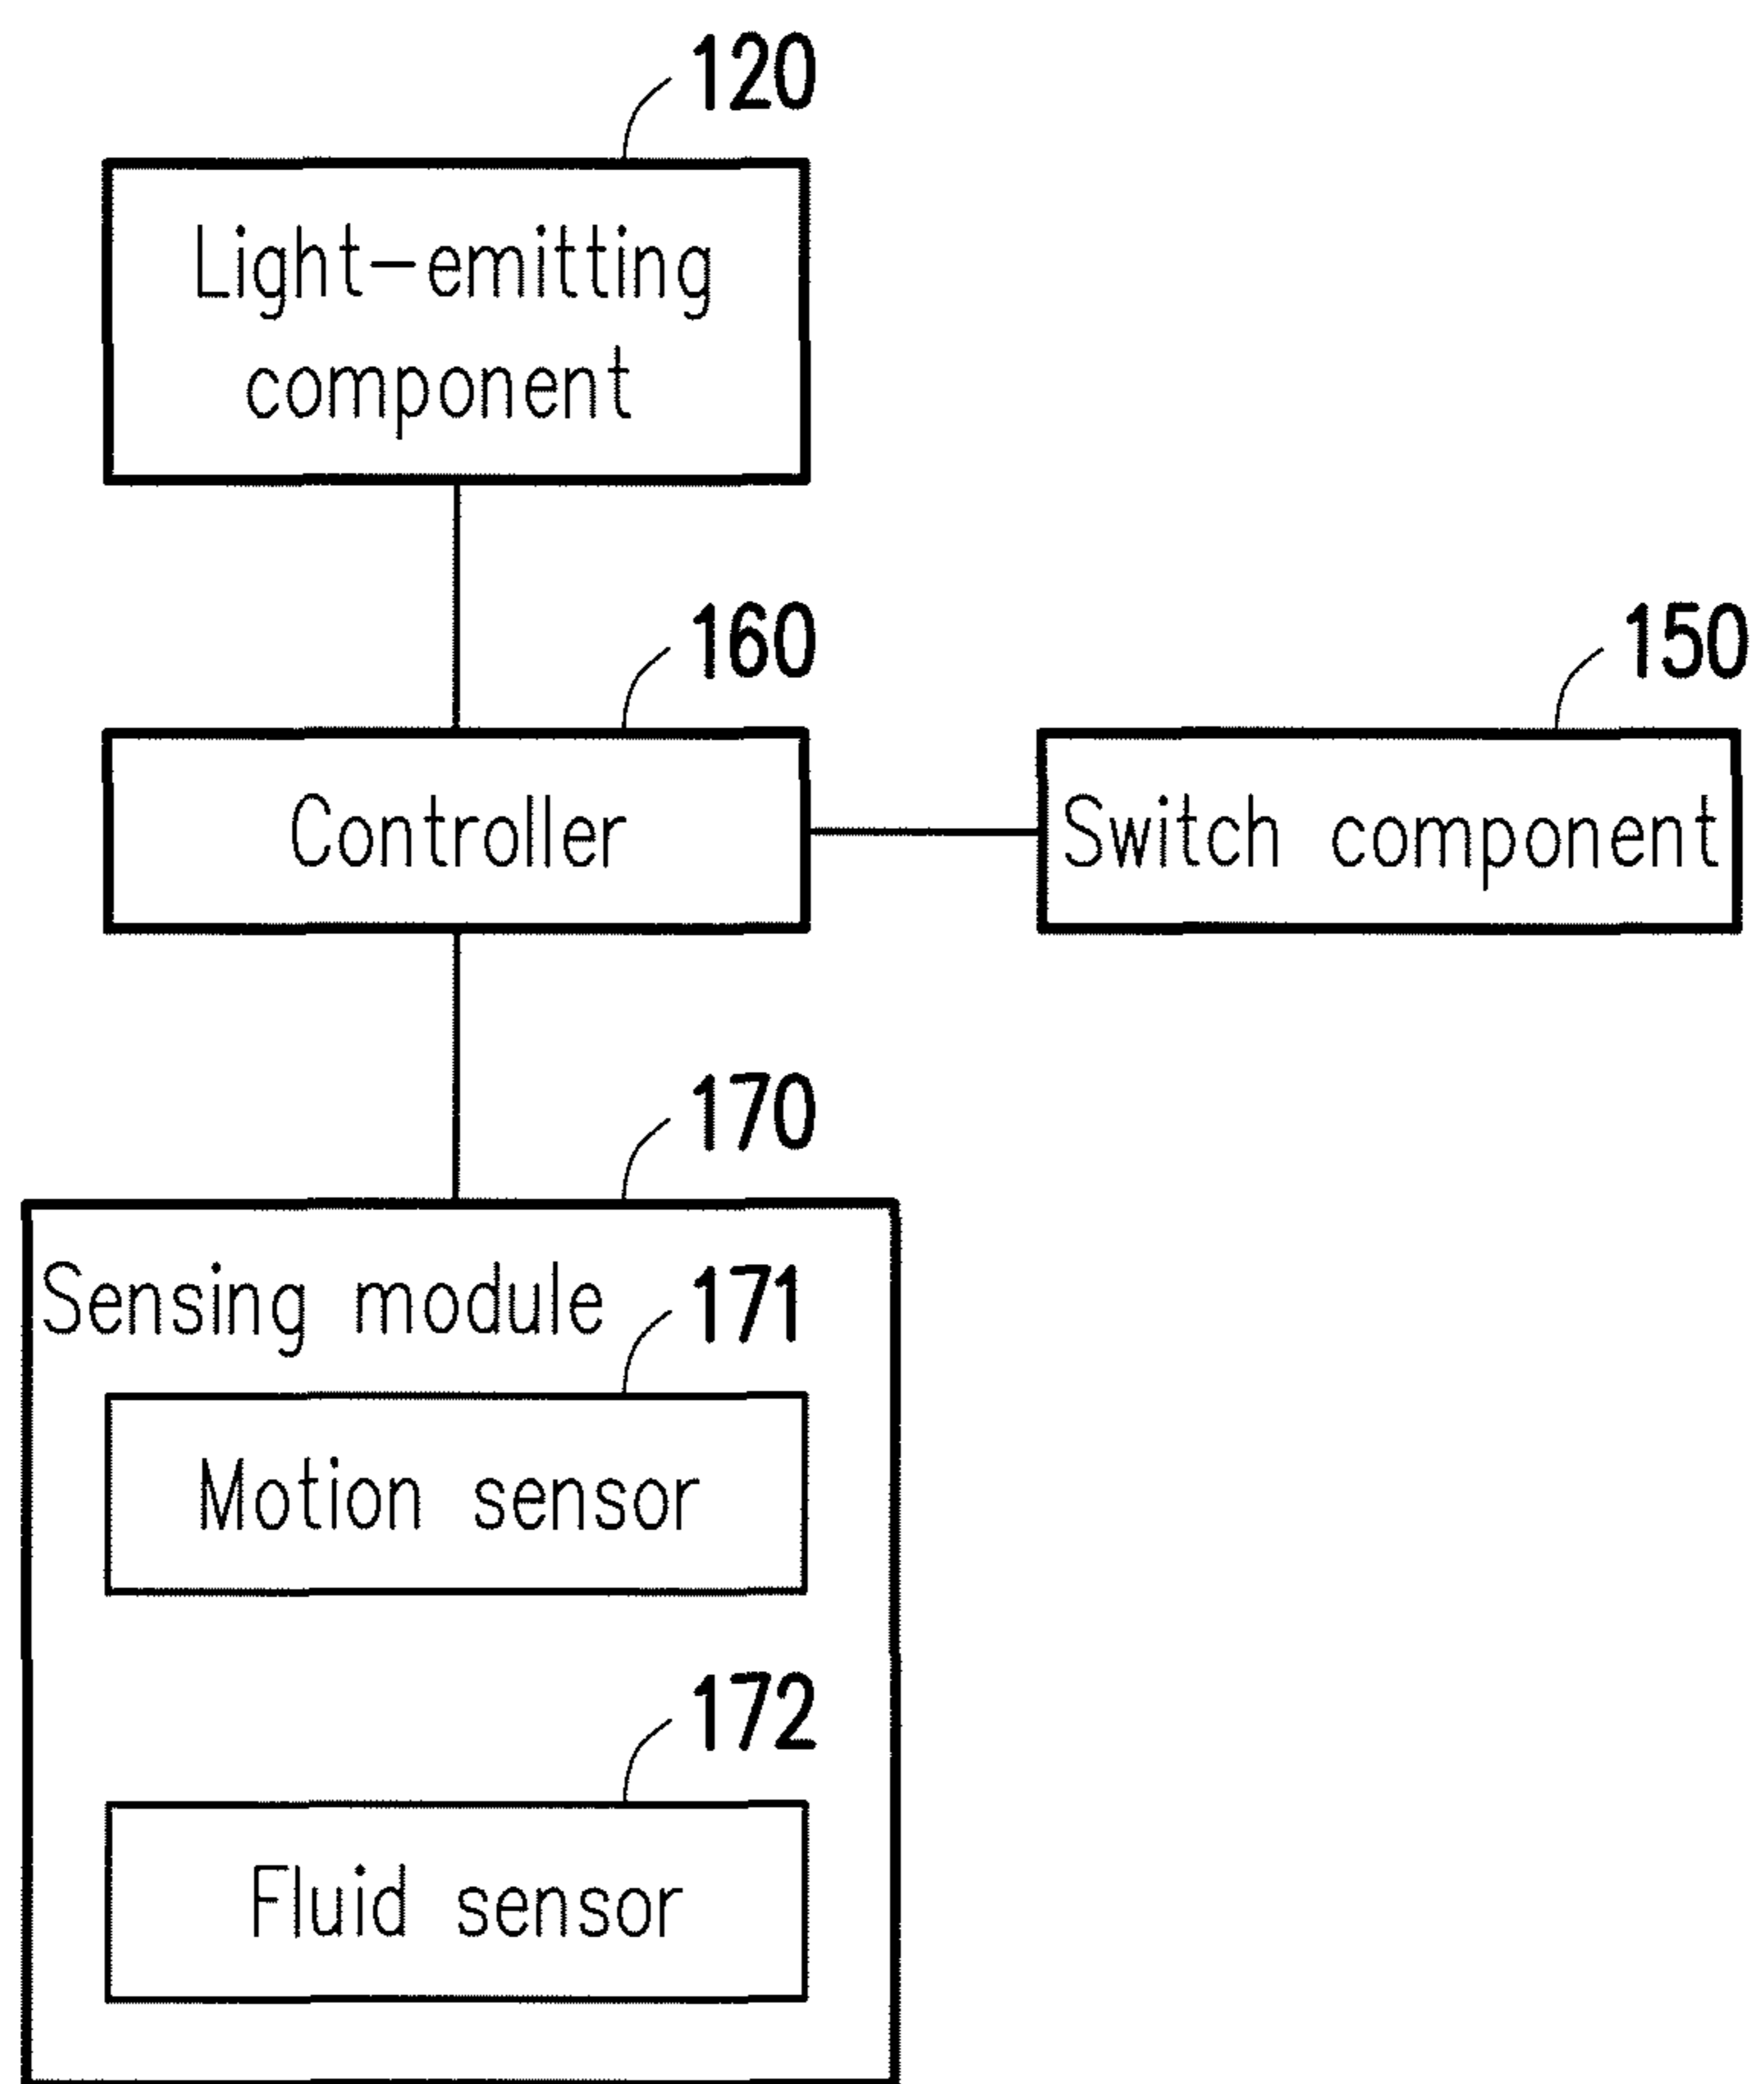 120
Light-emitting
component
160
150
Controller
Switch component
170
Sensing module
171
Motion sensor
172
Fluid sensor